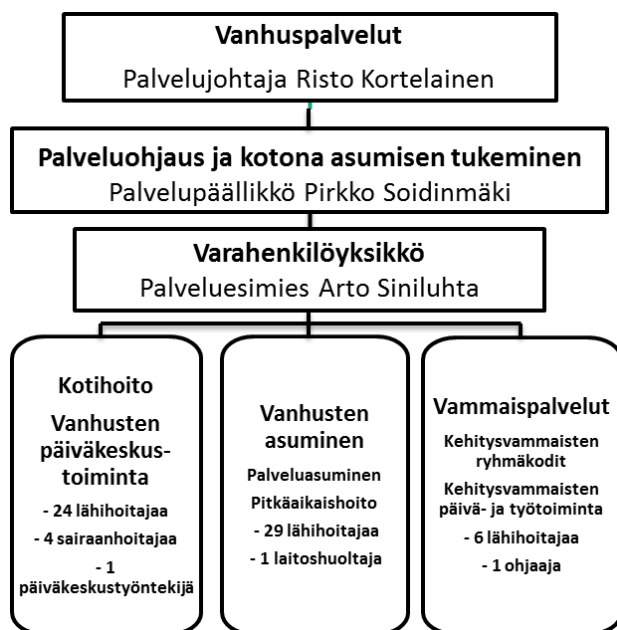 Vanhuspalvelut
Palvelujohtaja Risto Kortelainen
Palveluohjaus ja kotona asumisen tukeminen
Palvelupäällikkö Pirkko Soidinmäki
Varahenkilöyksikkö
Palveluesimies Arto Siniluhta
Kotihoito
Vanhusten
päiväkeskus-
toiminta
- 24 lähihoitajaa
- 4 sairaanhoitajaa
- 1
päiväkeskustyöntekijä
Vanhusten
asuminen
Palveluasuminen
Pitkäaikaishoito
- 29 lähihoitajaa
- 1 laitoshuoltaja
Vammaispalvelut
Kehitysvammaisten
ryhmäkodit
Kehitysvammaisten
päivä- ja työtoiminta
- 6 lähihoitajaa
- 1 ohjaaja